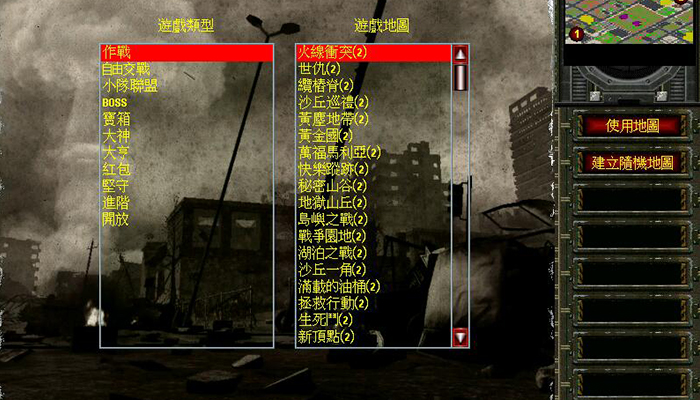 遊戲類型
作戰
自由交戰
小隊聯盟
BOSS
寶箱
大神
大亨
紅包
堅守
進階
開放
遊戲地圖
火線衝突(2)
世仇(2)
纜樁脊(2)
沙丘巡禮(2)
黃塵地帶(2)
黃金國(2)
萬福馬利亞(2)
快樂蹤跡(2)
秘密山谷(2)
地獄山丘(2)
島嶼之戰(2)
戰爭園地(2)
湖泊之戰(2)
沙丘一角(2)
滿載的油桶(2)
拯救行動(2)
生死鬥(2)
新頂點(2)
1
使用地圖
建立隨機地圖